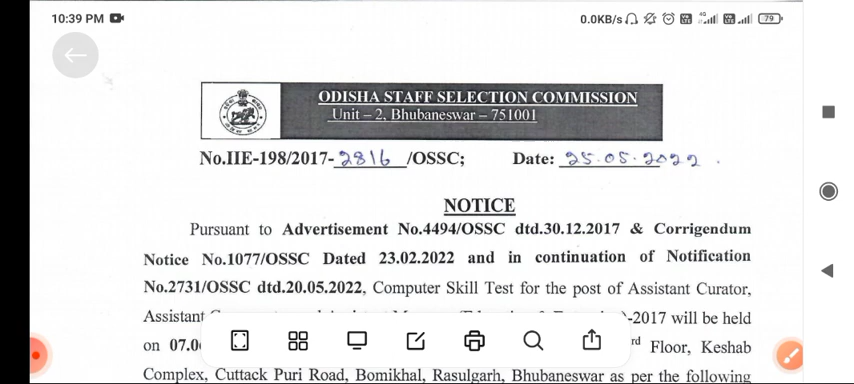 10:39 PM
0.0KB/s
4G
79
ODISHA STAFF SELECTION COMMISSION
Unit – 2, Bhubaneswar – 751001
No.IIE-198/2017-2816/OSSC; Date: 25.05.2022.
NOTICE
Pursuant to Advertisement No.4494/OSSC dtd.30.12.2017 & Corrigendum
Notice No.1077/OSSC Dated 23.02.2022 and in continuation of Notification
No.2731/OSSC dtd.20.05.2022, Computer Skill Test for the post of Assistant Curator,
Assistant -2017 will be held
on 07.0 rd Floor, Keshab
Complex, Cuttack Puri Road, Bomikhal, Rasulgarh, Bhubaneswar as per the following